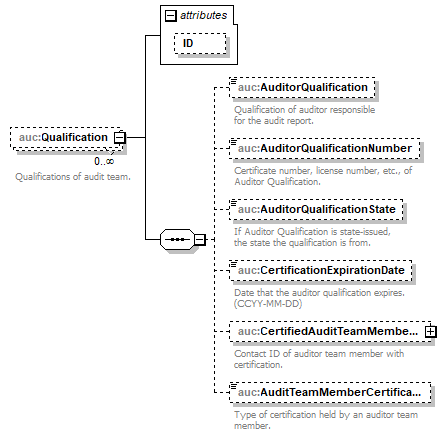 attributes
ID
auc:Qualification
0..∞
Qualifications of audit team.
auc:AuditorQualification
Qualification of auditor responsible
for the audit report.
auc:AuditorQualificationNumber
Certificate number, license number, etc., of
Auditor Qualification.
auc:AuditorQualificationState
If Auditor Qualification is state-issued,
the state the qualification is from.
auc:CertificationExpirationDate
Date that the auditor qualification expires.
(CCYY-MM-DD)
auc:CertifiedAuditTeamMembe...
Contact ID of auditor team member with
certification.
auc:AuditTeamMemberCertifica...
Type of certification held by an auditor team
member.